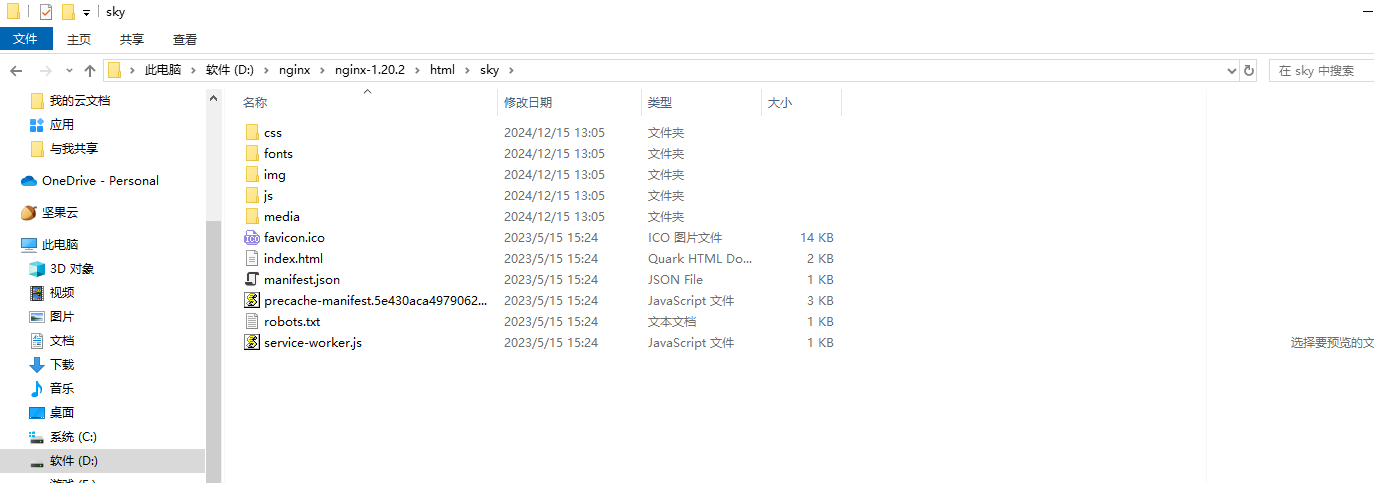 sky
文件 主页 共享 查看
此电脑 软件 (D:) nginx nginx-1.20.2 html sky 在 sky 中搜索
我的云文档
应用
与我共享
OneDrive - Personal
坚果云
此电脑
3D 对象
视频
图片
文档
下载
音乐
桌面
系统 (C:)
软件 (D:)
名称 修改日期 类型 大小
css 2024/12/15 13:05 文件夹
fonts 2024/12/15 13:05 文件夹
img 2024/12/15 13:05 文件夹
js 2024/12/15 13:05 文件夹
media 2024/12/15 13:05 文件夹
favicon.ico 2023/5/15 15:24 ICO 图片文件 14 KB
index.html 2023/5/15 15:24 Quark HTML Do... 2 KB
manifest.json 2023/5/15 15:24 JSON File 1 KB
precache-manifest.5e430aca4979062... 2023/5/15 15:24 JavaScript 文件 3 KB
robots.txt 2023/5/15 15:24 文本文档 1 KB
service-worker.js 2023/5/15 15:24 JavaScript 文件 1 KB
选择要预览的文